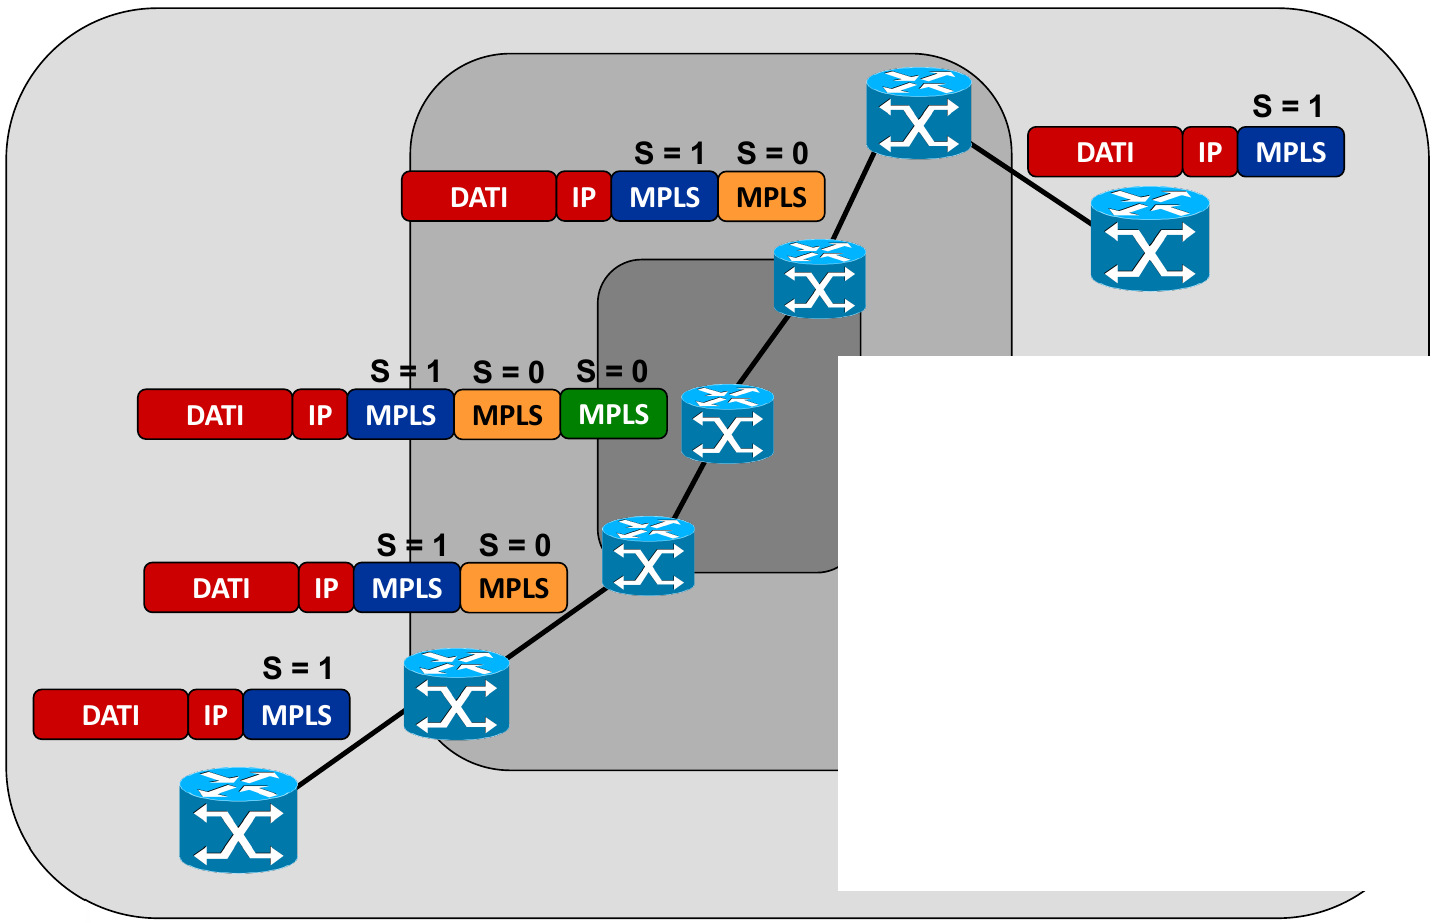 S = 1
DATI IP MPLS
S = 1 S = 0
DATI IP MPLS MPLS
S = 1 S = 0 S = 0
DATI IP MPLS MPLS MPLS
S = 1 S = 0
DATI IP MPLS MPLS
S = 1
DATI IP MPLS